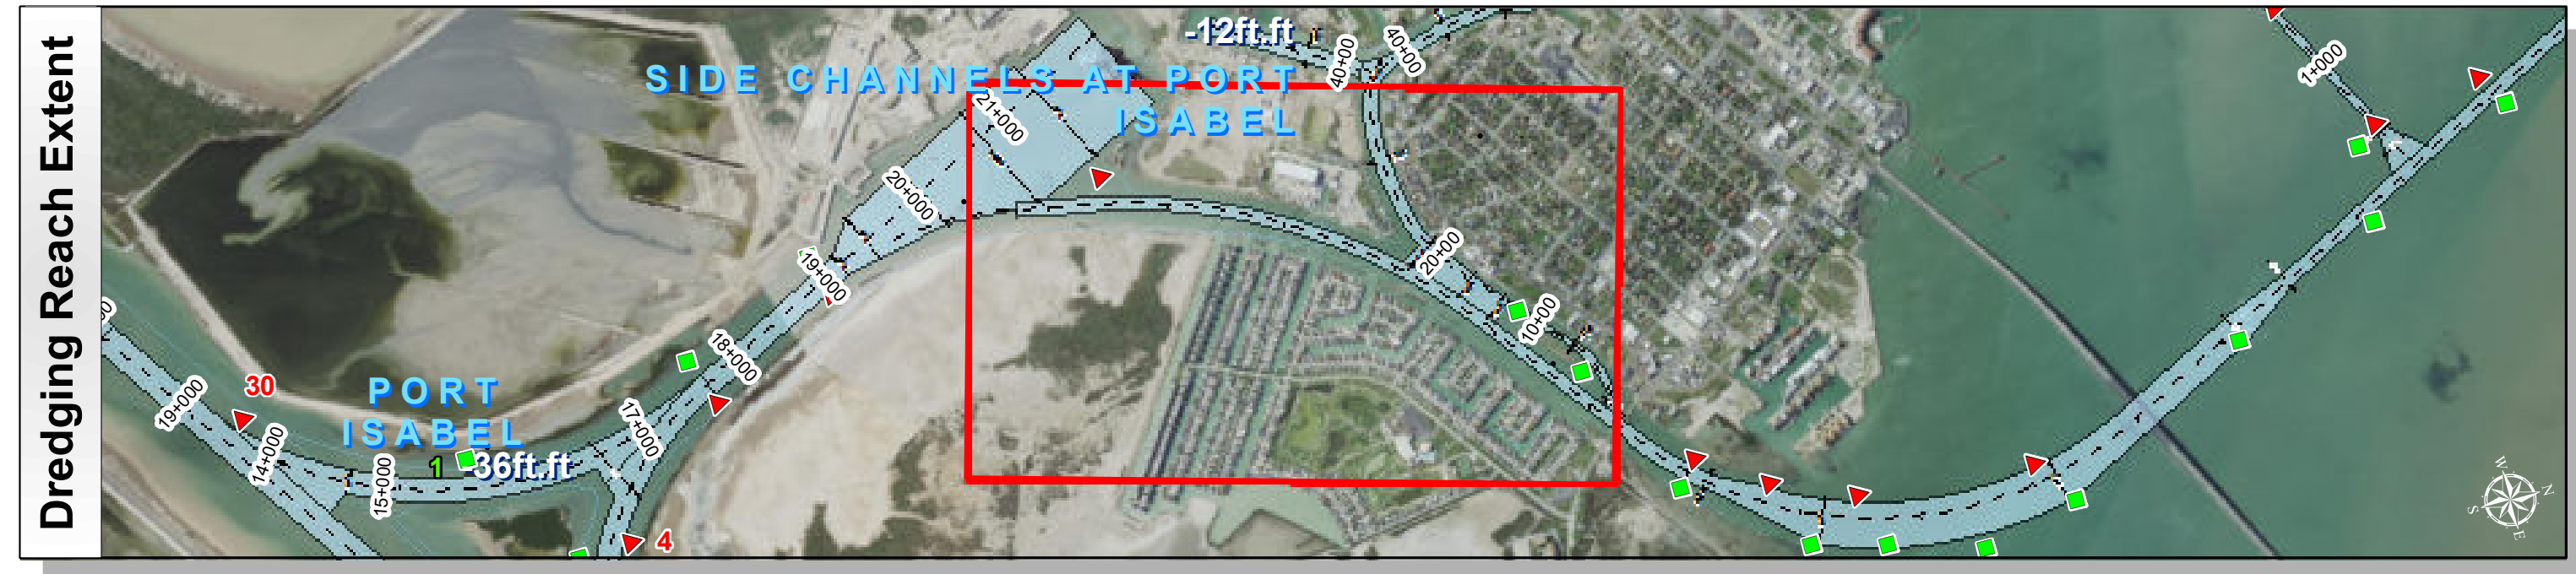 Dredging Reach Extent
-12ft.ft
40+00
40+00
SIDE CHANNELS AT PORT
ISABEL
1+000
21+000
20+000
20+00
19+000
10+00
18+000
30
PORT
ISABEL
19+000
17+000
14+000
1
-36ft.ft
15+000
4
W
N
S
E